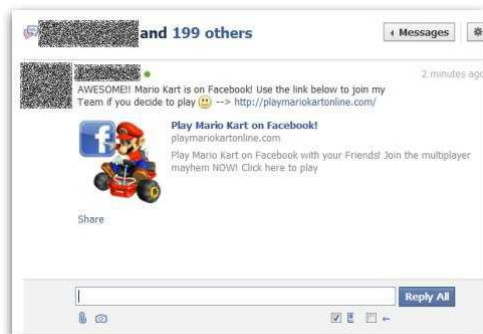 and 199 others
Messages
2 minutes ago
AWESOME!! Mario Kart is on Facebook! Use the link below to join my
Team if you decide to play --> http://playmariokartonline.com/
Play Mario Kart on Facebook!
playmariokartonline.com
Play Mario Kart on Facebook with your Friends! Join the multiplayer
mayhem NOW! Click here to play
f
Share
Reply All